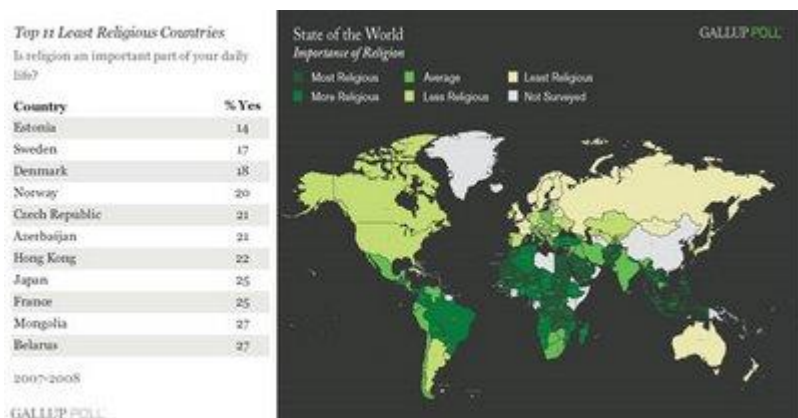 Top 11 Least Religious Countries
Is religion an important part of your daily
life?
Country % Yes
Estonia 14
Sweden 17
Denmark 18
Norway 20
Czech Republic 21
Azerbaijan 21
Hong Kong 22
Japan 25
France 25
Mongolia 27
Belarus 27
2007-2008
GALLUP POLL
State of the World
Importance of Religion
GALLUP POLL
Most Religious Average Least Religious
More Religious Less Religious Not Surveyed